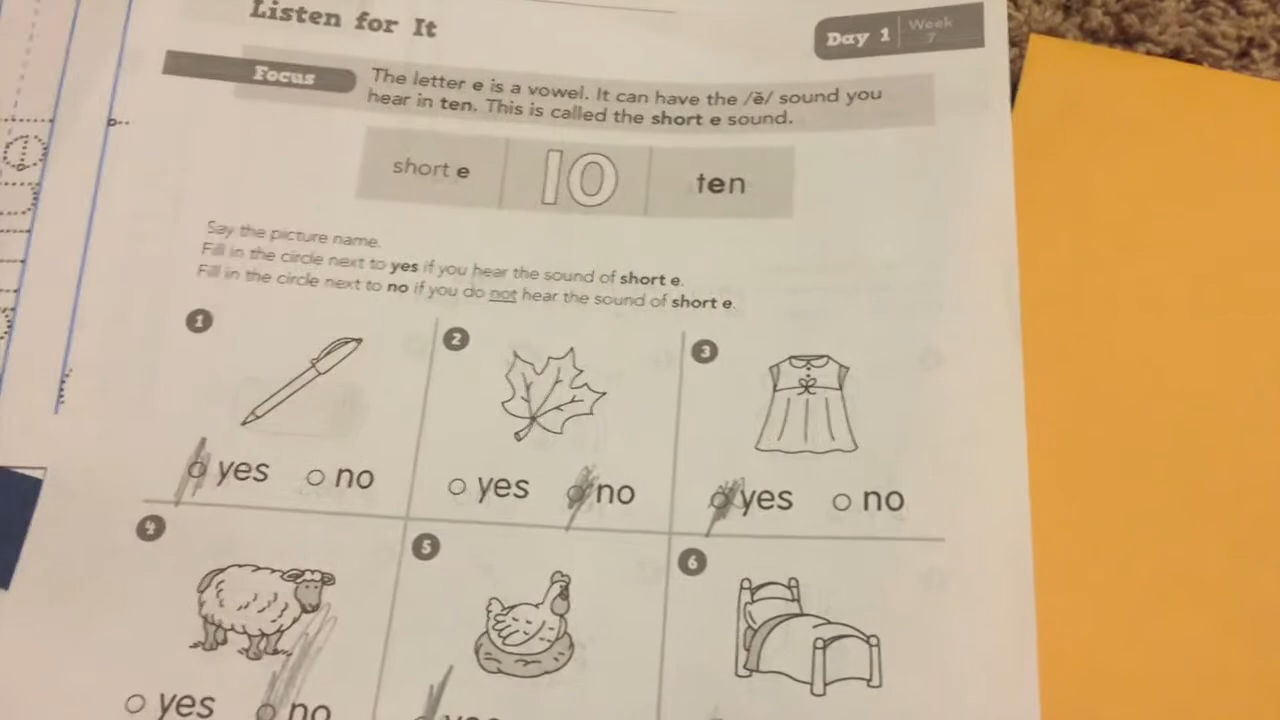 Listen for It
Day 1 Week 7
Focus
The letter e is a vowel. It can have the /ĕ/ sound you
hear in ten. This is called the short e sound.
short e 10 ten
Say the picture name.
Fill in the circle next to yes if you hear the sound of short e.
Fill in the circle next to no if you do not hear the sound of short e.
1 2 3
yes no yes no yes no
4 5 6
yes no yes